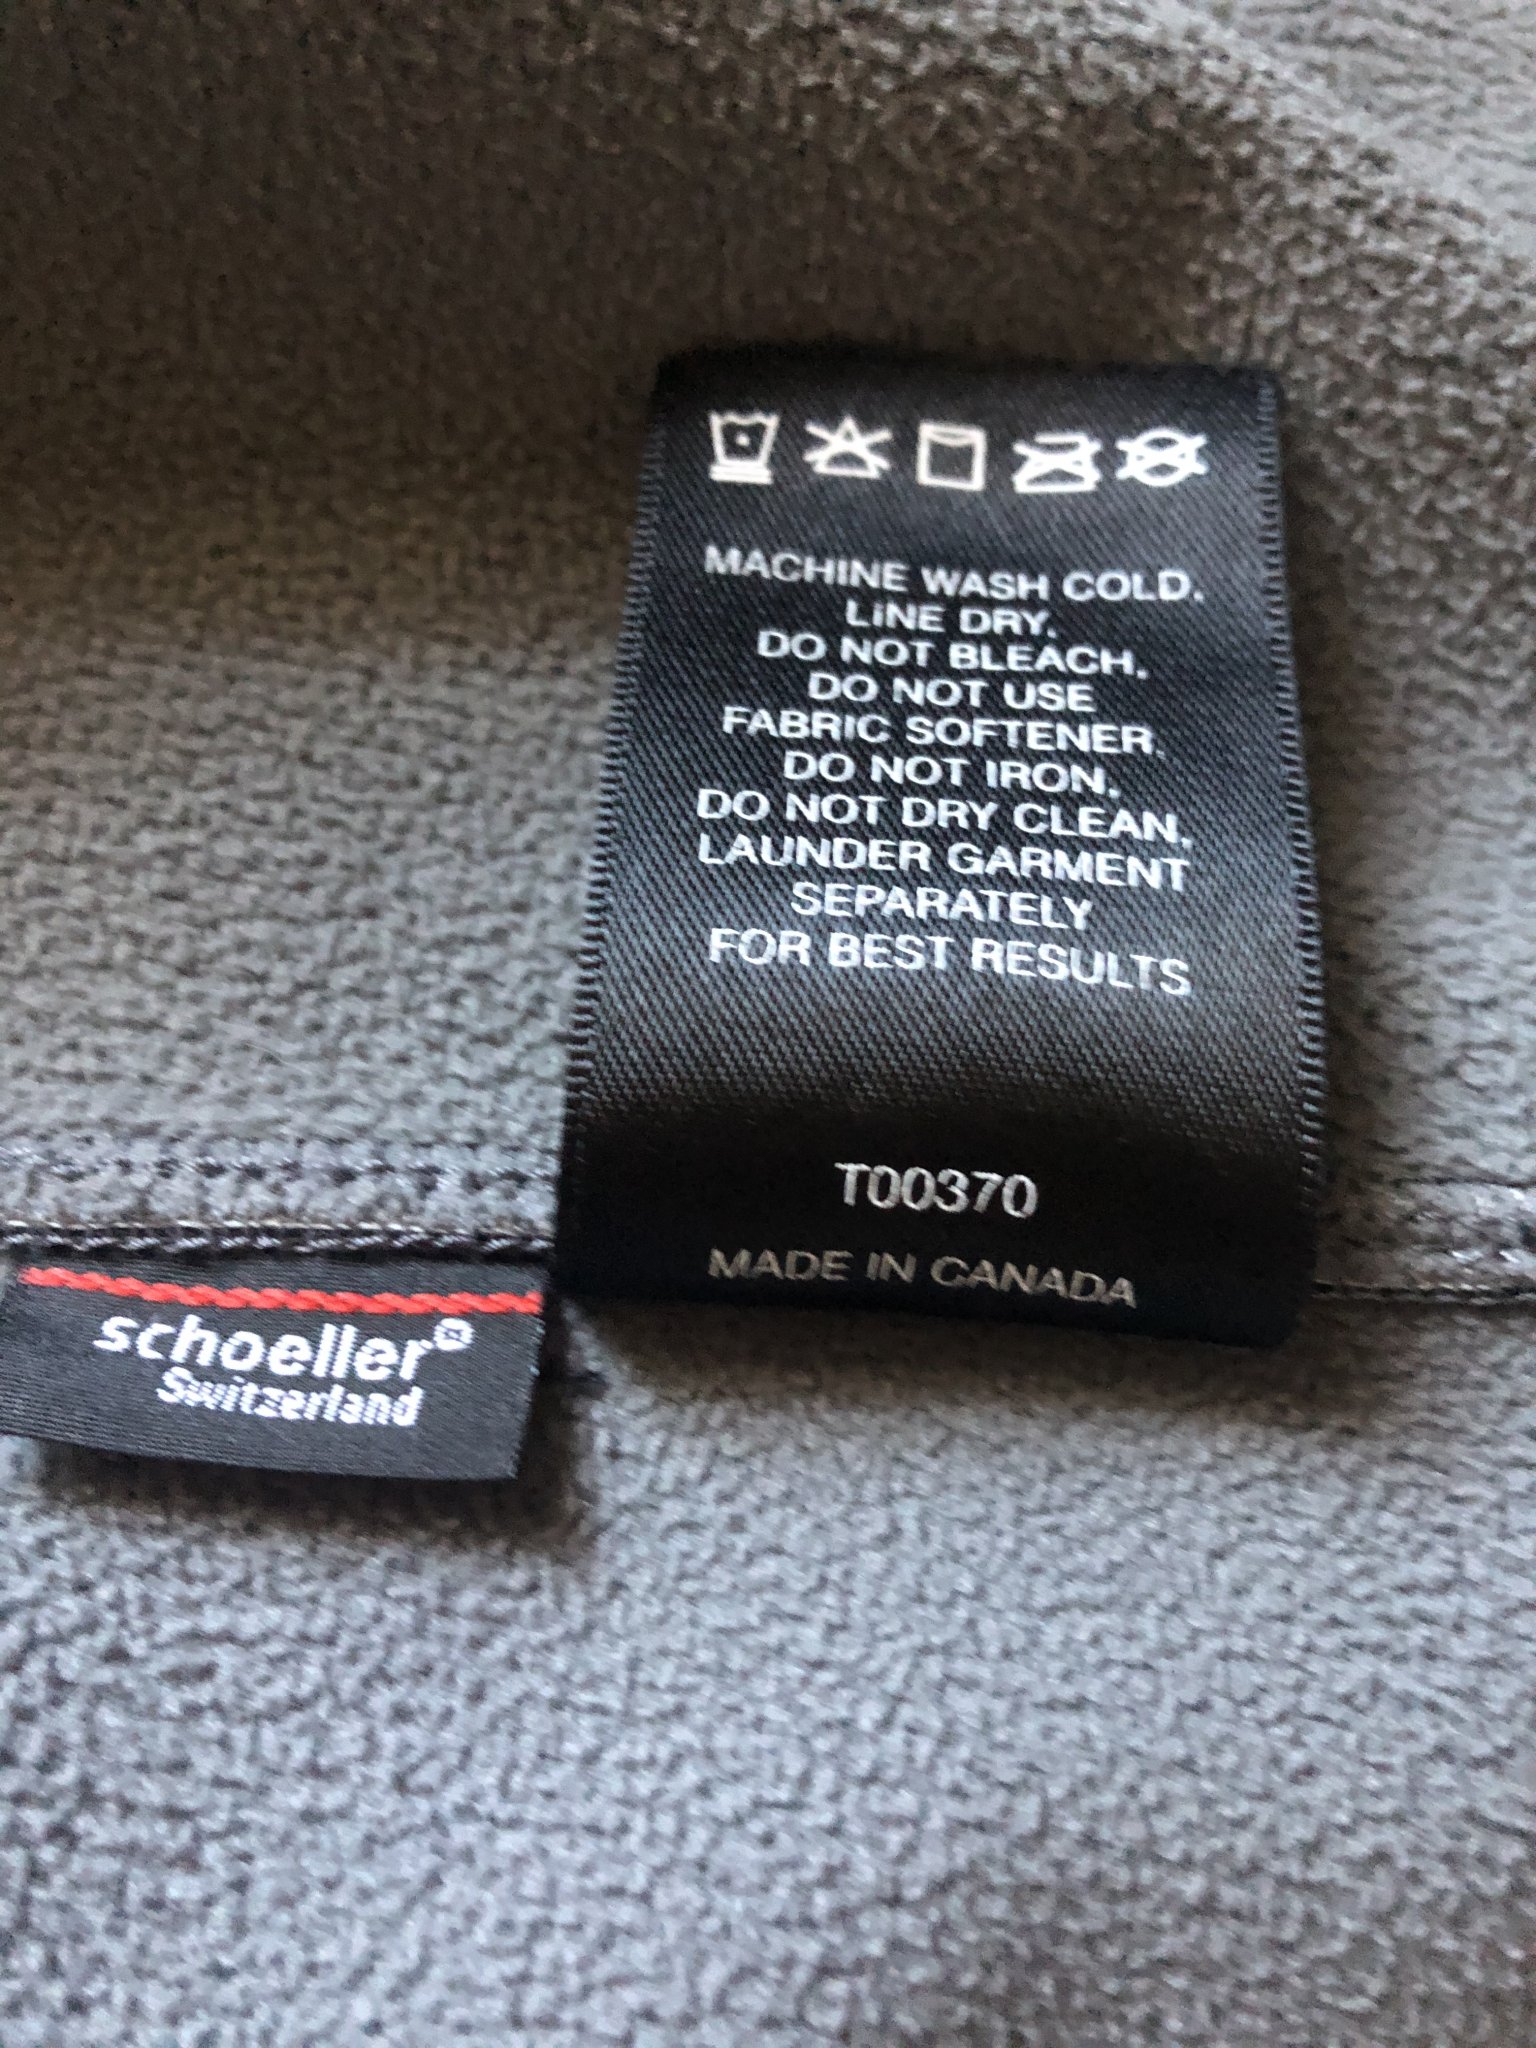 MACHINE WASH COLD.
LINE DRY.
DO NOT BLEACH.
DO NOT USE
FABRIC SOFTENER.
DO NOT IRON.
DO NOT DRY CLEAN.
LAUNDER GARMENT
SEPARATELY
FOR BEST RESULTS
T00370
MADE IN CANADA
schoeller®
Switzerland